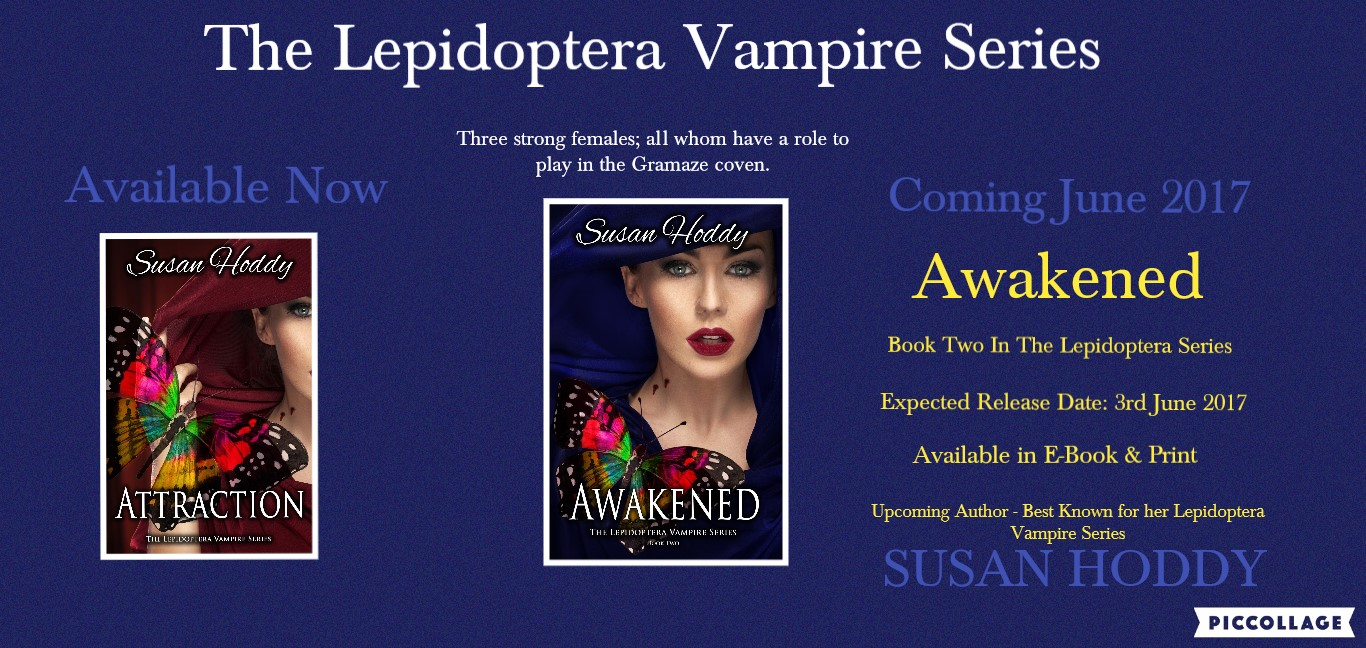 The Lepidoptera Vampire Series
Three strong females; all whom have a role to
play in the Gramaze coven.
Available Now
Susan Hoddy
ATTRACTION
THE LEPIDOPTERA VAMPIRE SERIES
Susan Hoddy
AWAKENED
THE LEPIDOPTERA VAMPIRE SERIES
BOOK TWO
Coming June 2017
Awakened
Book Two In The Lepidoptera Series
Expected Release Date: 3rd June 2017
Available in E-Book & Print
Upcoming Author - Best Known for her Lepidoptera
Vampire Series
SUSAN HODDY
PICCOLLAGE